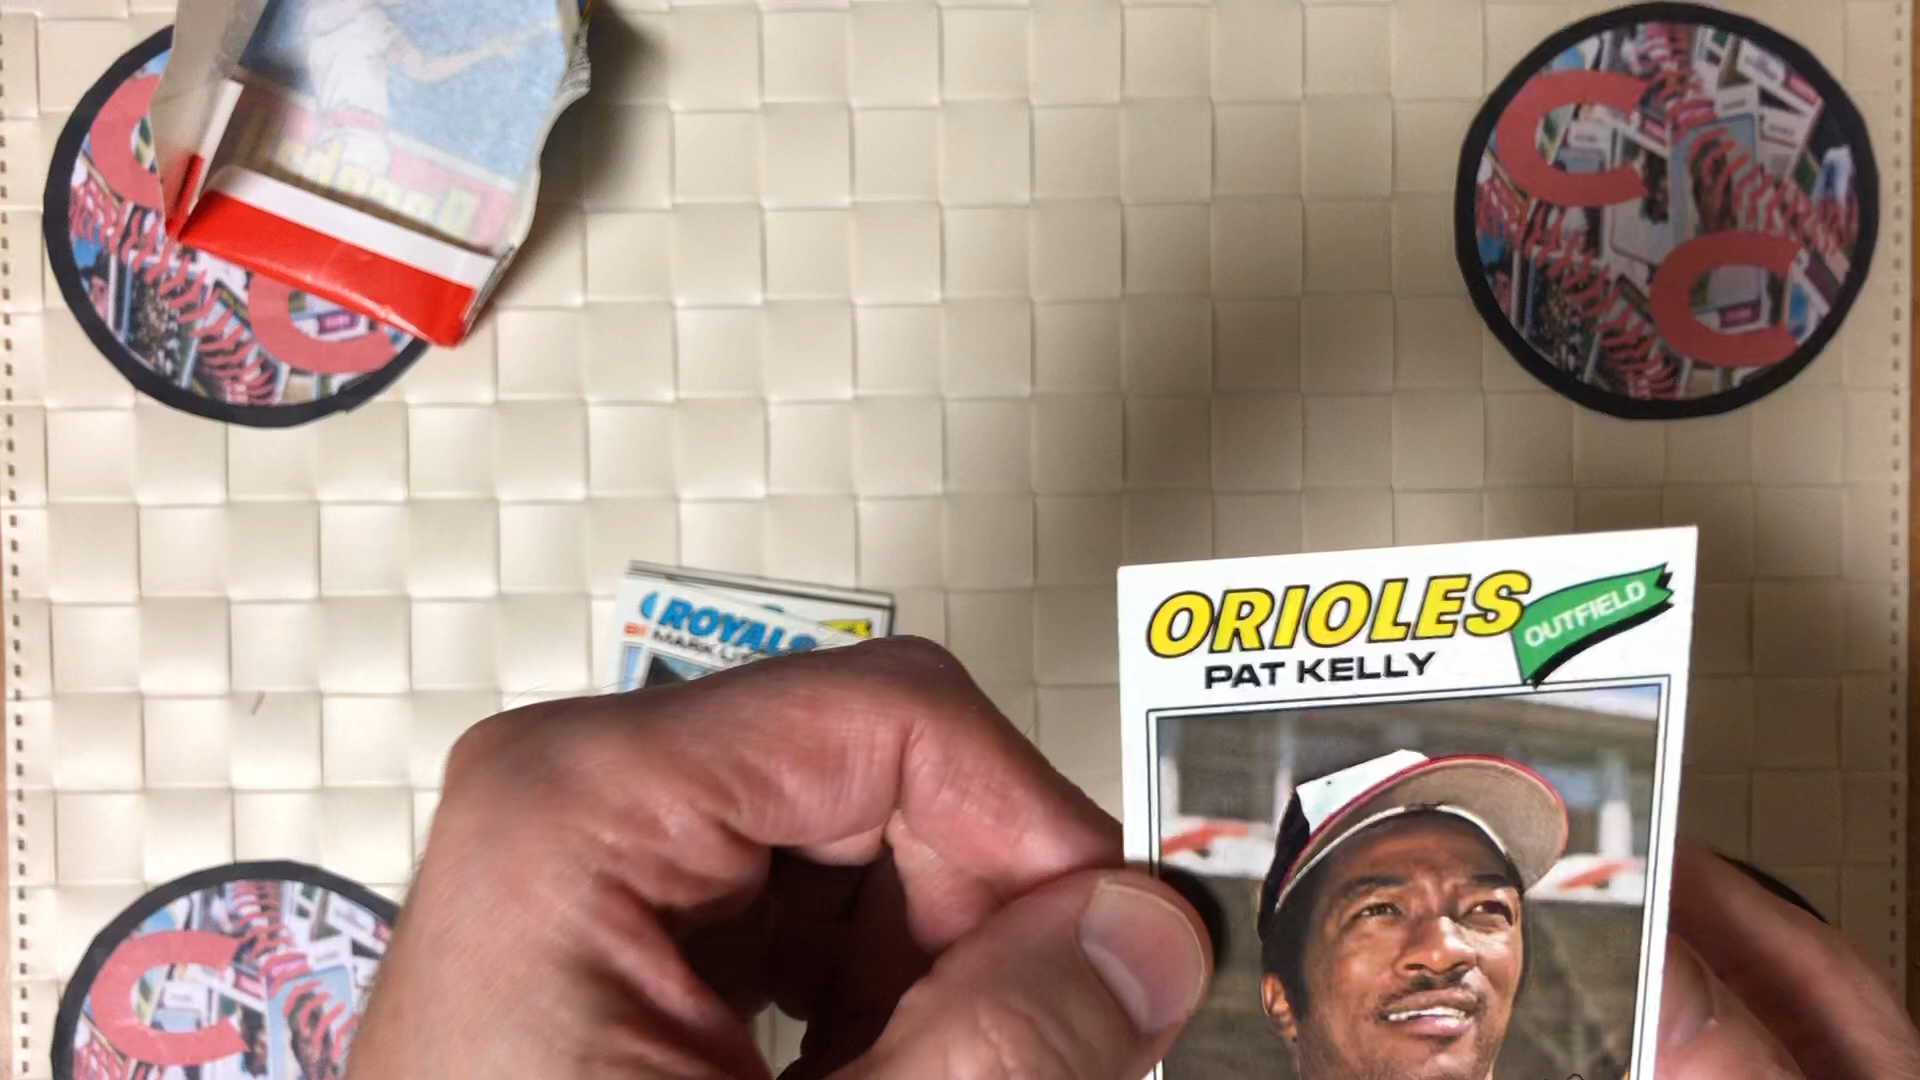 C
C
C
C
ORIOLES
OUTFIELD
PAT KELLY
ROYALS
MARK
C